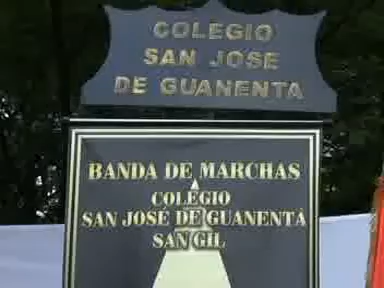 COLEGIO
SAN JOSE
DE GUANENTA
BANDA DE MARCHAS
COLEGIO
SAN JOSÉ DE GUANENTÁ
SAN GIL